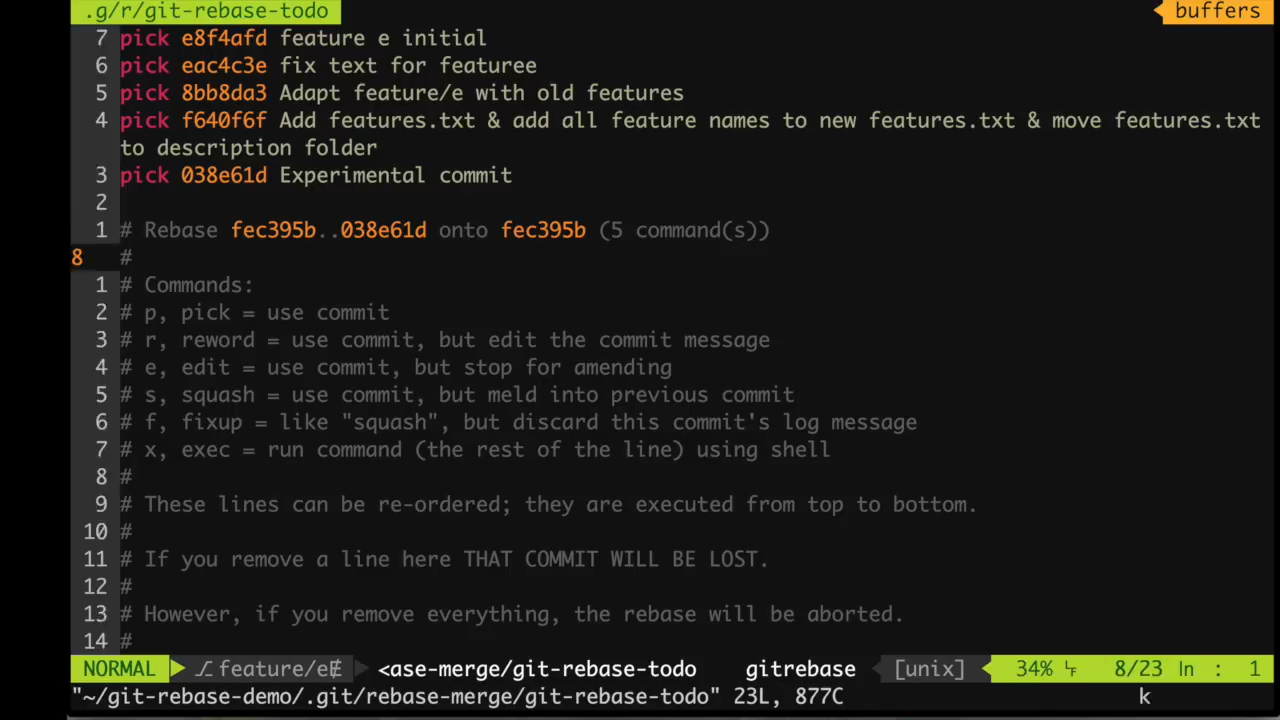 .g/r/git-rebase-todo buffers
7 pick e8f4afd feature e initial
6 pick eac4c3e fix text for featuree
5 pick 8bb8da3 Adapt feature/e with old features
4 pick f640f6f Add features.txt & add all feature names to new features.txt & move features.txt
to description folder
3 pick 038e61d Experimental commit
2
1 # Rebase fec395b..038e61d onto fec395b (5 command(s))
8 #
1 # Commands:
2 # p, pick = use commit
3 # r, reword = use commit, but edit the commit message
4 # e, edit = use commit, but stop for amending
5 # s, squash = use commit, but meld into previous commit
6 # f, fixup = like "squash", but discard this commit's log message
7 # x, exec = run command (the rest of the line) using shell
8 #
9 # These lines can be re-ordered; they are executed from top to bottom.
10 #
11 # If you remove a line here THAT COMMIT WILL BE LOST.
12 #
13 # However, if you remove everything, the rebase will be aborted.
14 #
NORMAL feature/e <ase-merge/git-rebase-todo gitrebase [unix] 34% 8/23 ln : 1
"~/git-rebase-demo/.git/rebase-merge/git-rebase-todo" 23L, 877C k